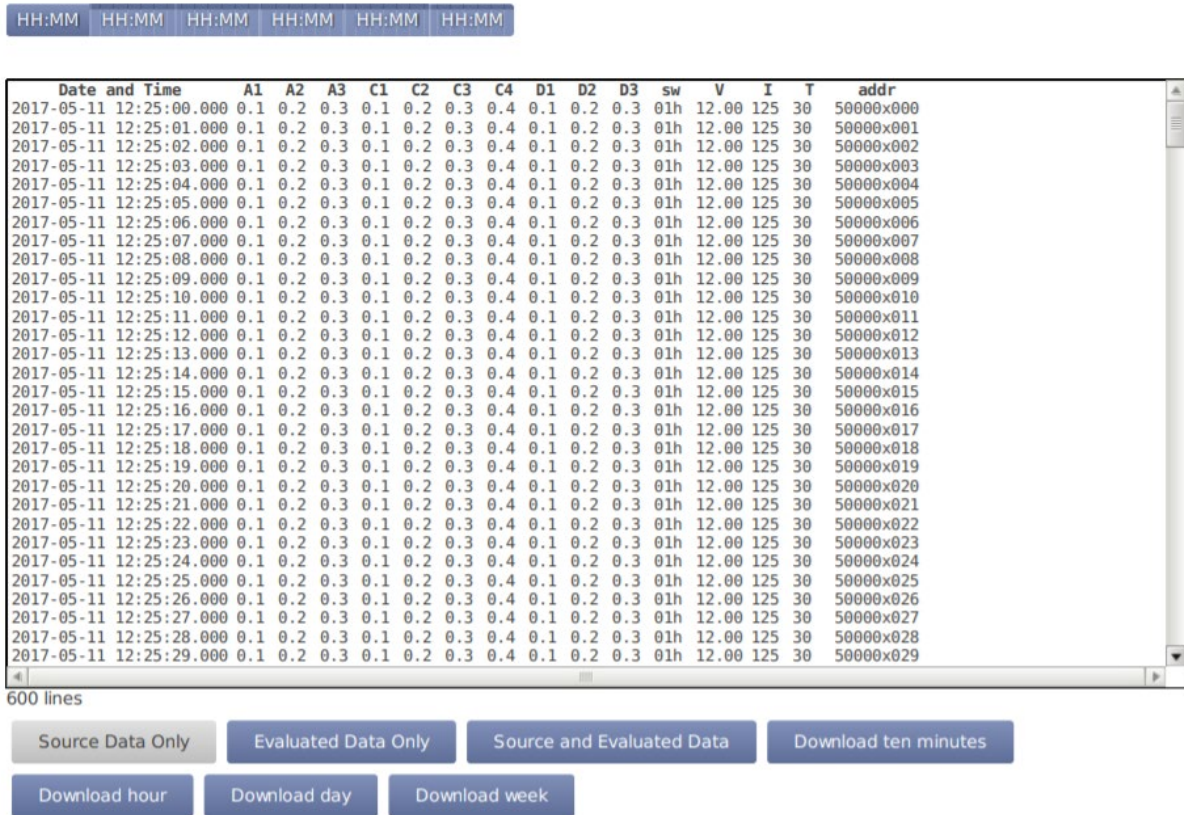 HH:MM HH:MM HH:MM HH:MM HH:MM HH:MM
Date and Time A1 A2 A3 C1 C2 C3 C4 D1 D2 D3 sw V I T addr
2017-05-11 12:25:00.000 0.1 0.2 0.3 0.1 0.2 0.3 0.4 0.1 0.2 0.3 01h 12.00 125 30 50000x000
2017-05-11 12:25:01.000 0.1 0.2 0.3 0.1 0.2 0.3 0.4 0.1 0.2 0.3 01h 12.00 125 30 50000x001
2017-05-11 12:25:02.000 0.1 0.2 0.3 0.1 0.2 0.3 0.4 0.1 0.2 0.3 01h 12.00 125 30 50000x002
2017-05-11 12:25:03.000 0.1 0.2 0.3 0.1 0.2 0.3 0.4 0.1 0.2 0.3 01h 12.00 125 30 50000x003
2017-05-11 12:25:04.000 0.1 0.2 0.3 0.1 0.2 0.3 0.4 0.1 0.2 0.3 01h 12.00 125 30 50000x004
2017-05-11 12:25:05.000 0.1 0.2 0.3 0.1 0.2 0.3 0.4 0.1 0.2 0.3 01h 12.00 125 30 50000x005
2017-05-11 12:25:06.000 0.1 0.2 0.3 0.1 0.2 0.3 0.4 0.1 0.2 0.3 01h 12.00 125 30 50000x006
2017-05-11 12:25:07.000 0.1 0.2 0.3 0.1 0.2 0.3 0.4 0.1 0.2 0.3 01h 12.00 125 30 50000x007
2017-05-11 12:25:08.000 0.1 0.2 0.3 0.1 0.2 0.3 0.4 0.1 0.2 0.3 01h 12.00 125 30 50000x008
2017-05-11 12:25:09.000 0.1 0.2 0.3 0.1 0.2 0.3 0.4 0.1 0.2 0.3 01h 12.00 125 30 50000x009
2017-05-11 12:25:10.000 0.1 0.2 0.3 0.1 0.2 0.3 0.4 0.1 0.2 0.3 01h 12.00 125 30 50000x010
2017-05-11 12:25:11.000 0.1 0.2 0.3 0.1 0.2 0.3 0.4 0.1 0.2 0.3 01h 12.00 125 30 50000x011
2017-05-11 12:25:12.000 0.1 0.2 0.3 0.1 0.2 0.3 0.4 0.1 0.2 0.3 01h 12.00 125 30 50000x012
2017-05-11 12:25:13.000 0.1 0.2 0.3 0.1 0.2 0.3 0.4 0.1 0.2 0.3 01h 12.00 125 30 50000x013
2017-05-11 12:25:14.000 0.1 0.2 0.3 0.1 0.2 0.3 0.4 0.1 0.2 0.3 01h 12.00 125 30 50000x014
2017-05-11 12:25:15.000 0.1 0.2 0.3 0.1 0.2 0.3 0.4 0.1 0.2 0.3 01h 12.00 125 30 50000x015
2017-05-11 12:25:16.000 0.1 0.2 0.3 0.1 0.2 0.3 0.4 0.1 0.2 0.3 01h 12.00 125 30 50000x016
2017-05-11 12:25:17.000 0.1 0.2 0.3 0.1 0.2 0.3 0.4 0.1 0.2 0.3 01h 12.00 125 30 50000x017
2017-05-11 12:25:18.000 0.1 0.2 0.3 0.1 0.2 0.3 0.4 0.1 0.2 0.3 01h 12.00 125 30 50000x018
2017-05-11 12:25:19.000 0.1 0.2 0.3 0.1 0.2 0.3 0.4 0.1 0.2 0.3 01h 12.00 125 30 50000x019
2017-05-11 12:25:20.000 0.1 0.2 0.3 0.1 0.2 0.3 0.4 0.1 0.2 0.3 01h 12.00 125 30 50000x020
2017-05-11 12:25:21.000 0.1 0.2 0.3 0.1 0.2 0.3 0.4 0.1 0.2 0.3 01h 12.00 125 30 50000x021
2017-05-11 12:25:22.000 0.1 0.2 0.3 0.1 0.2 0.3 0.4 0.1 0.2 0.3 01h 12.00 125 30 50000x022
2017-05-11 12:25:23.000 0.1 0.2 0.3 0.1 0.2 0.3 0.4 0.1 0.2 0.3 01h 12.00 125 30 50000x023
2017-05-11 12:25:24.000 0.1 0.2 0.3 0.1 0.2 0.3 0.4 0.1 0.2 0.3 01h 12.00 125 30 50000x024
2017-05-11 12:25:25.000 0.1 0.2 0.3 0.1 0.2 0.3 0.4 0.1 0.2 0.3 01h 12.00 125 30 50000x025
2017-05-11 12:25:26.000 0.1 0.2 0.3 0.1 0.2 0.3 0.4 0.1 0.2 0.3 01h 12.00 125 30 50000x026
2017-05-11 12:25:27.000 0.1 0.2 0.3 0.1 0.2 0.3 0.4 0.1 0.2 0.3 01h 12.00 125 30 50000x027
2017-05-11 12:25:28.000 0.1 0.2 0.3 0.1 0.2 0.3 0.4 0.1 0.2 0.3 01h 12.00 125 30 50000x028
2017-05-11 12:25:29.000 0.1 0.2 0.3 0.1 0.2 0.3 0.4 0.1 0.2 0.3 01h 12.00 125 30 50000x029
600 lines
Source Data Only Evaluated Data Only Source and Evaluated Data Download ten minutes
Download hour Download day Download week